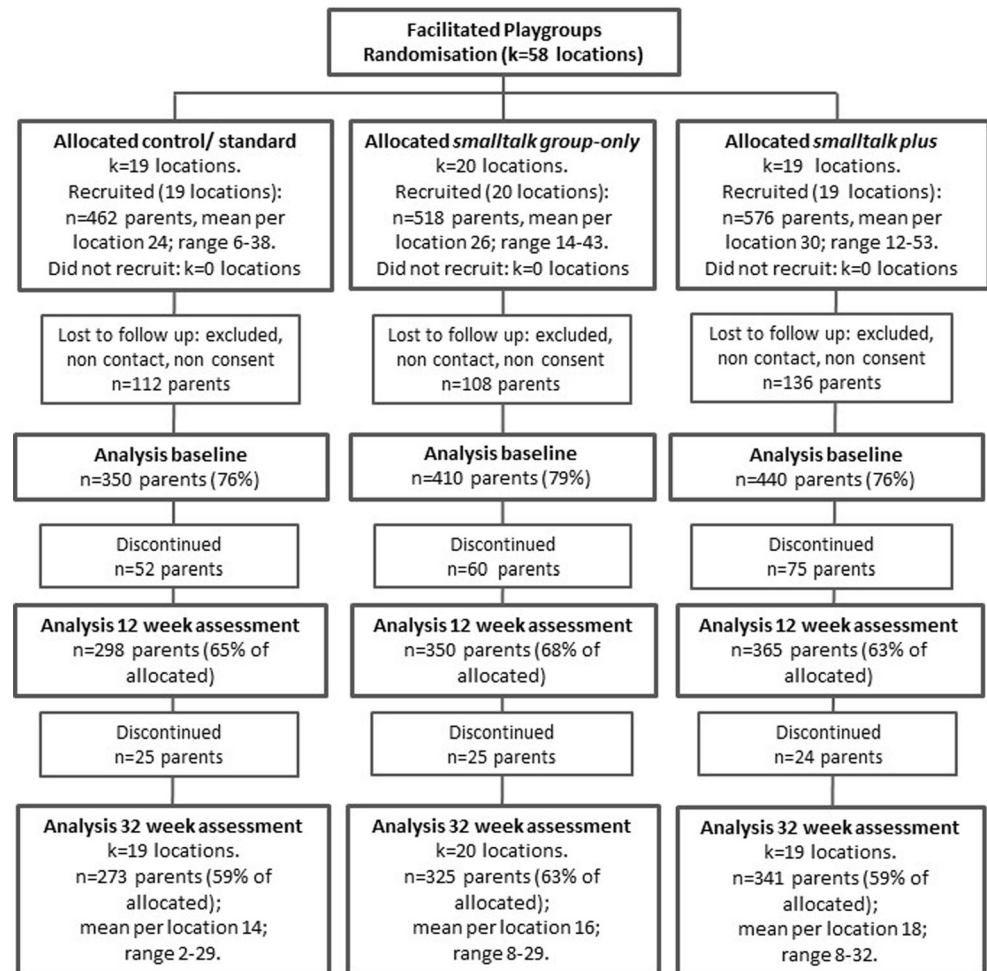 Facilitated Playgroups
Randomisation (k=58 locations)
Allocated control/ standard
k=19 locations.
Recruited (19 locations):
n=462 parents, mean per
location 24; range 6-38.
Did not recruit: k=0 locations
Allocated smalltalk group-only
k=20 locations.
Recruited (20 locations):
n=518 parents, mean per
location 26; range 14-43.
Did not recruit: k=0 locations
Allocated smalltalk plus
k=19 locations.
Recruited (19 locations):
n=576 parents, mean per
location 30; range 12-53.
Did not recruit: k=0 locations
Lost to follow up: excluded,
non contact, non consent
n=112 parents
Lost to follow up: excluded,
non contact, non consent
n=108 parents
Lost to follow up: excluded,
non contact, non consent
n=136 parents
Analysis baseline
n=350 parents (76%)
Analysis baseline
n=410 parents (79%)
Analysis baseline
n=440 parents (76%)
Discontinued
n=52 parents
Discontinued
n=60 parents
Discontinued
n=75 parents
Analysis 12 week assessment
n=298 parents (65% of
allocated)
Analysis 12 week assessment
n=350 parents (68% of
allocated)
Analysis 12 week assessment
n=365 parents (63% of
allocated)
Discontinued
n=25 parents
Discontinued
n=25 parents
Discontinued
n=24 parents
Analysis 32 week assessment
k=19 locations.
n=273 parents (59% of
allocated);
mean per location 14;
range 2-29.
Analysis 32 week assessment
k=20 locations.
n=325 parents (63% of
allocated);
mean per location 16;
range 8-29.
Analysis 32 week assessment
k=19 locations.
n=341 parents (59% of
allocated);
mean per location 18;
range 8-32.